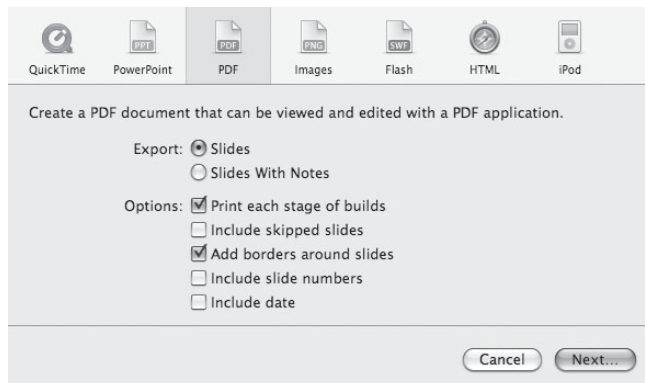 PPT PDF PNG SWF
QuickTime PowerPoint PDF Images Flash HTML iPod
Create a PDF document that can be viewed and edited with a PDF application.
Export: Slides
Slides With Notes
Options: Print each stage of builds
Include skipped slides
Add borders around slides
Include slide numbers
Include date
Cancel Next...